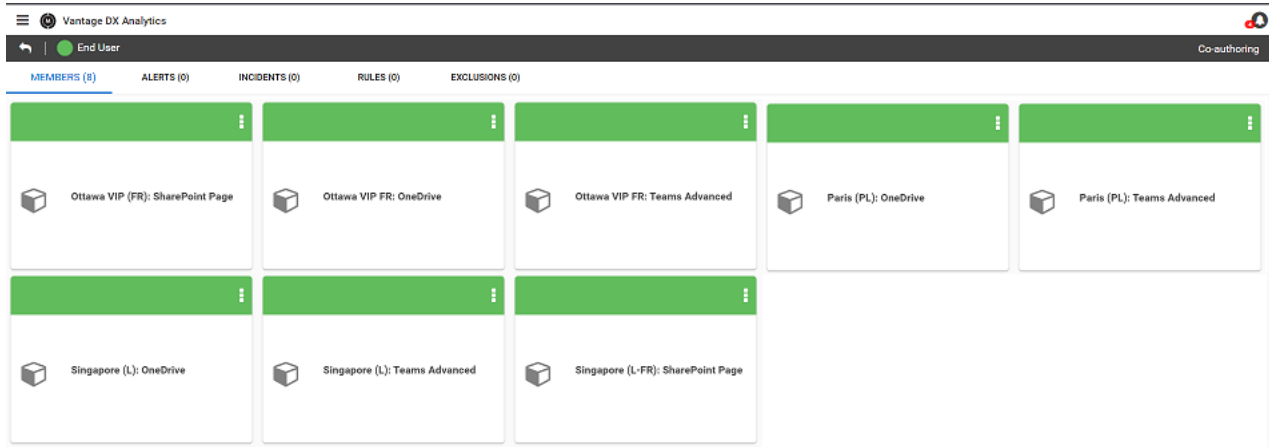 Vantage DX Analytics
End User
Co-authoring
MEMBERS (8)
ALERTS (0)
INCIDENTS (0)
RULES (0)
EXCLUSIONS (0)
Ottawa VIP (FR): SharePoint Page
Ottawa VIP FR: OneDrive
Ottawa VIP FR: Teams Advanced
Paris (PL): OneDrive
Paris (PL): Teams Advanced
Singapore (L): OneDrive
Singapore (L): Teams Advanced
Singapore (L-FR): SharePoint Page